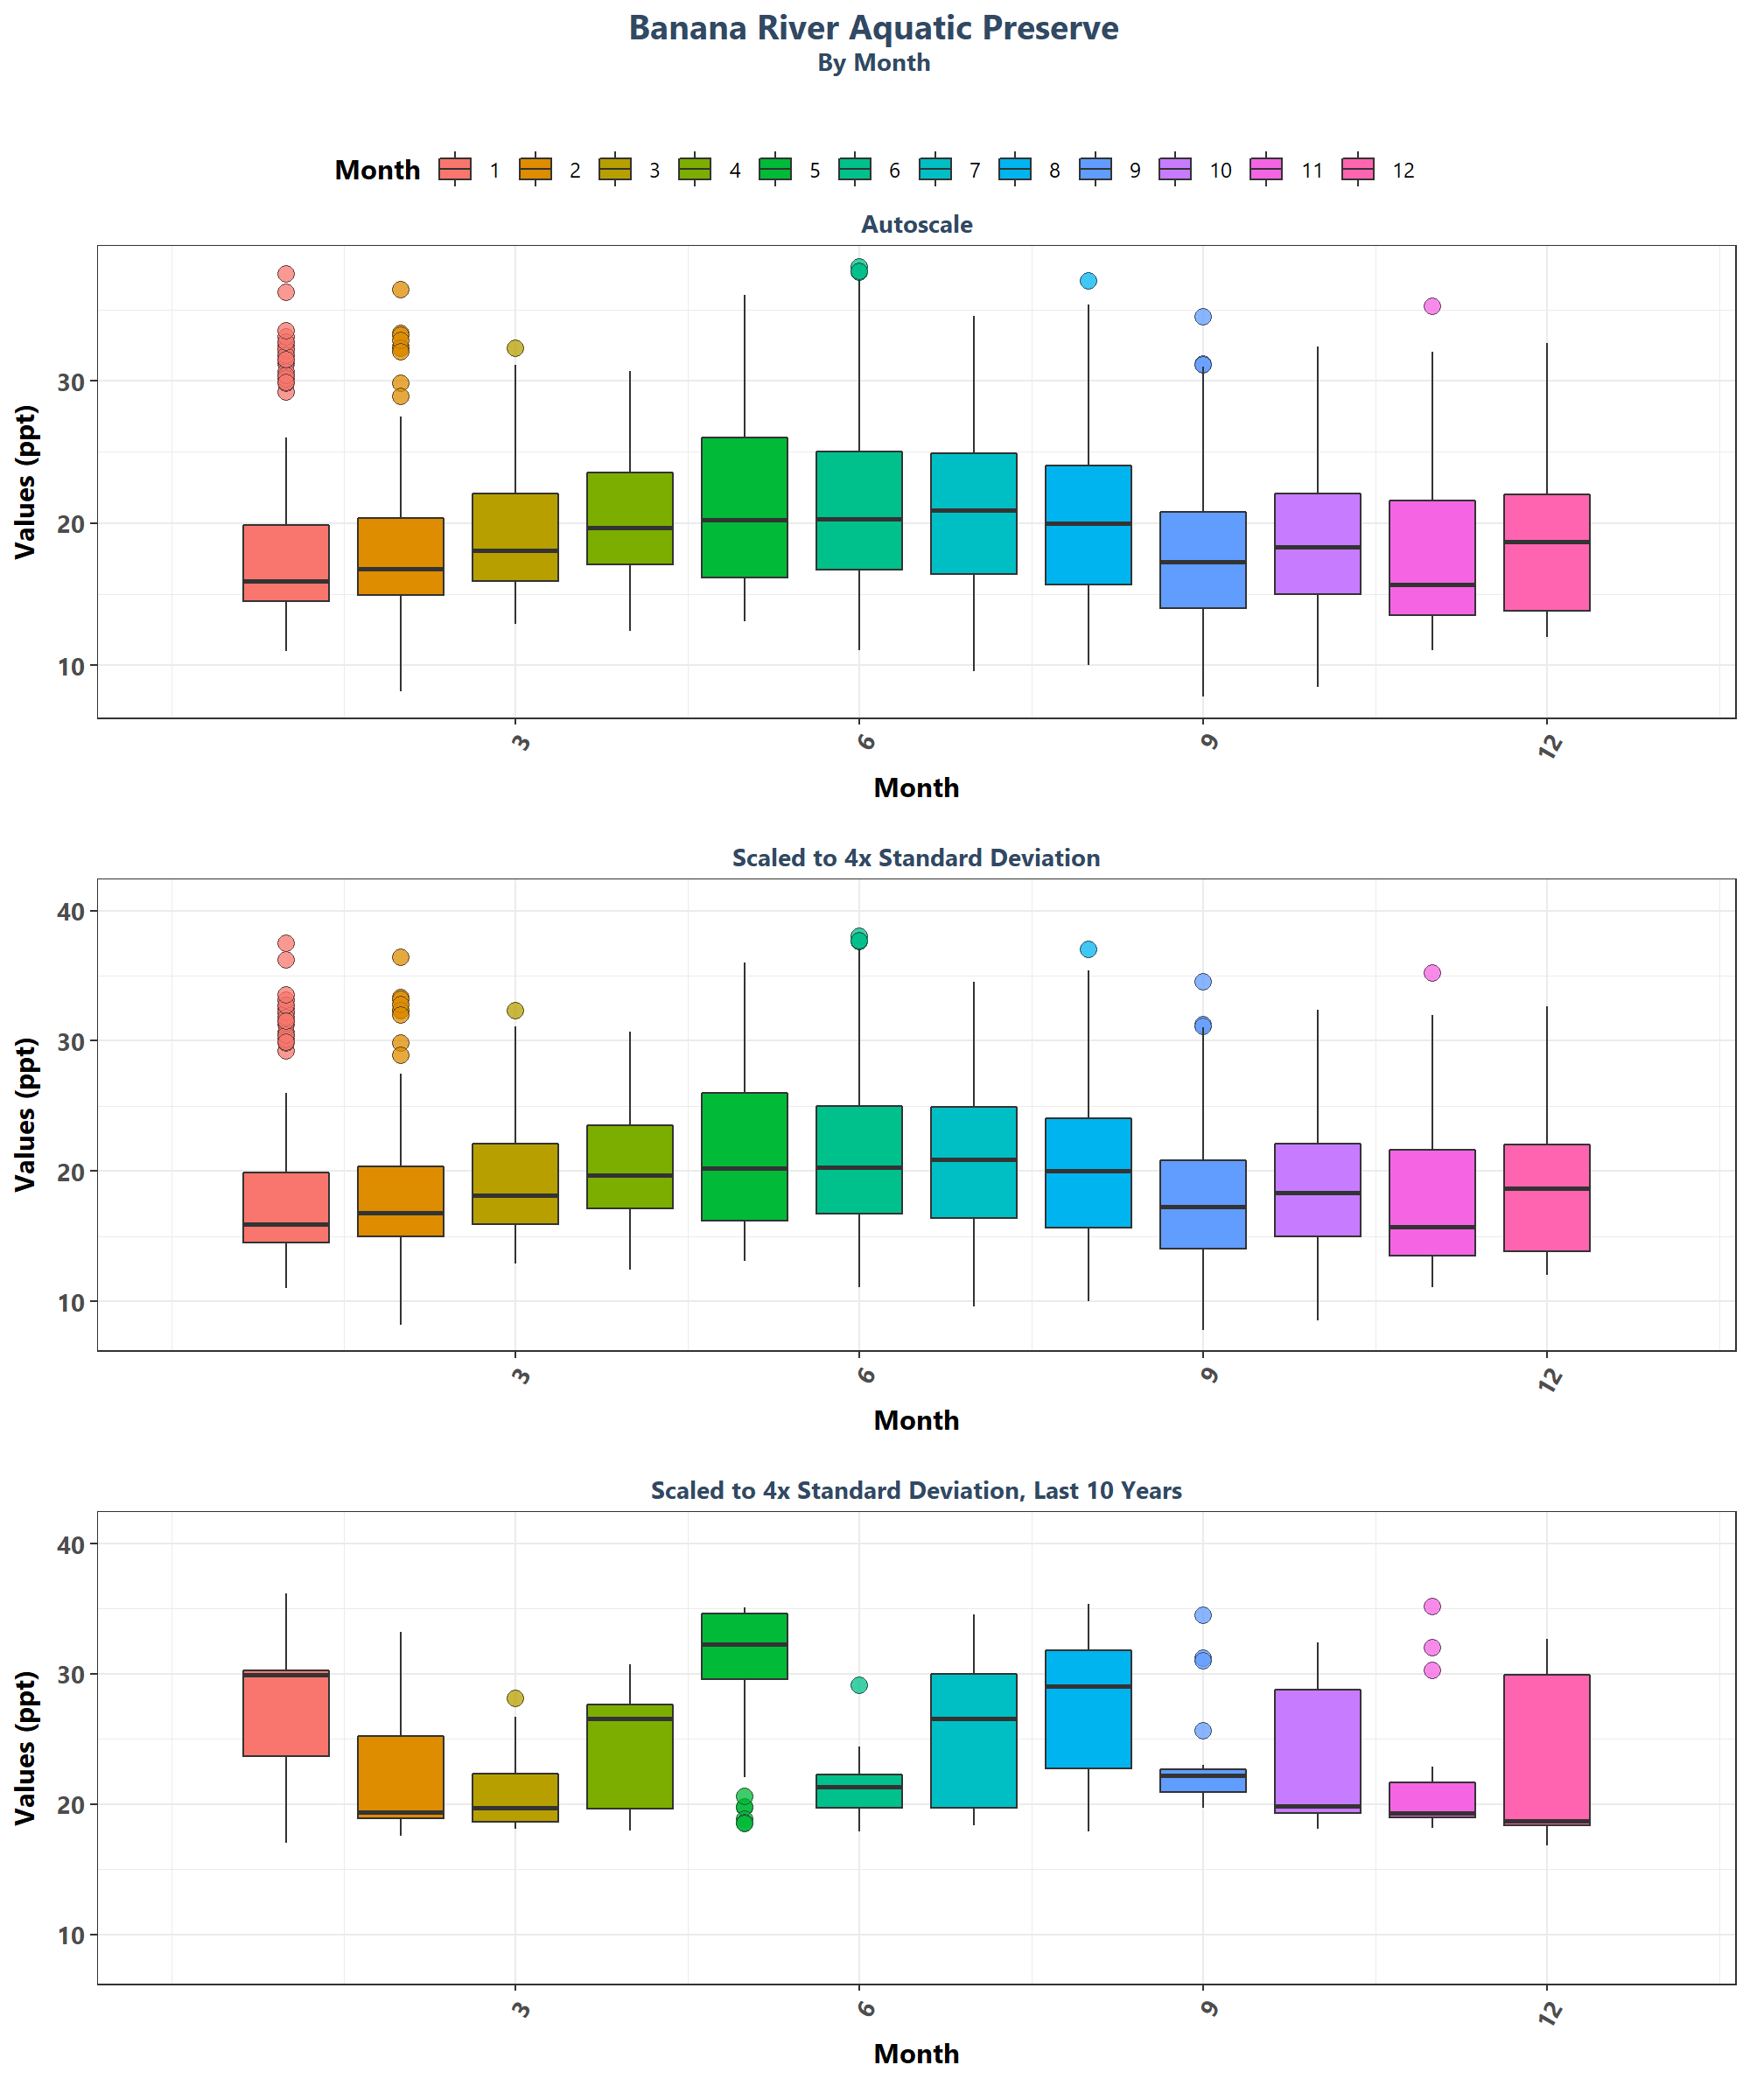 Banana River Aquatic Preserve
By Month
Month 1 2 3 4 5 6 7 8 9 10 11 12
Autoscale
Values (ppt)
30
20
10
3 6 9 12
Month
Scaled to 4x Standard Deviation
Values (ppt)
40
30
20
10
3 6 9 12
Month
Scaled to 4x Standard Deviation, Last 10 Years
Values (ppt)
40
30
20
10
3 6 9 12
Month